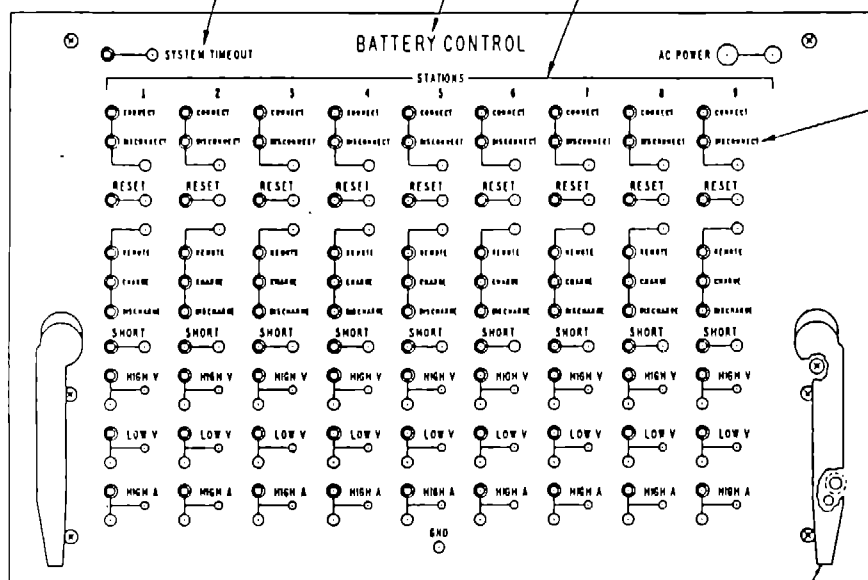 BATTERY CONTROL
SYSTEM TIMEOUT AC POWER
STATIONS
1 2 3 4 5 6 7 8 9
CONNECT CONNECT CONNECT CONNECT CONNECT CONNECT CONNECT CONNECT CONNECT
DISCONNECT DISCONNECT DISCONNECT DISCONNECT DISCONNECT DISCONNECT DISCONNECT DISCONNECT DISCONNECT
RESET RESET RESET RESET RESET RESET RESET RESET RESET
REMOTE REMOTE REMOTE REMOTE REMOTE REMOTE REMOTE REMOTE REMOTE
CHARGE CHARGE CHARGE CHARGE CHARGE CHARGE CHARGE CHARGE CHARGE
DISCHARGE DISCHARGE DISCHARGE DISCHARGE DISCHARGE DISCHARGE DISCHARGE DISCHARGE DISCHARGE
SHORT SHORT SHORT SHORT SHORT SHORT SHORT SHORT SHORT
HIGH V HIGH V HIGH V HIGH V HIGH V HIGH V HIGH V HIGH V HIGH V
LOW V LOW V LOW V LOW V LOW V LOW V LOW V LOW V LOW V
HIGH A HIGH A HIGH A HIGH A HIGH A HIGH A HIGH A HIGH A HIGH A
GND